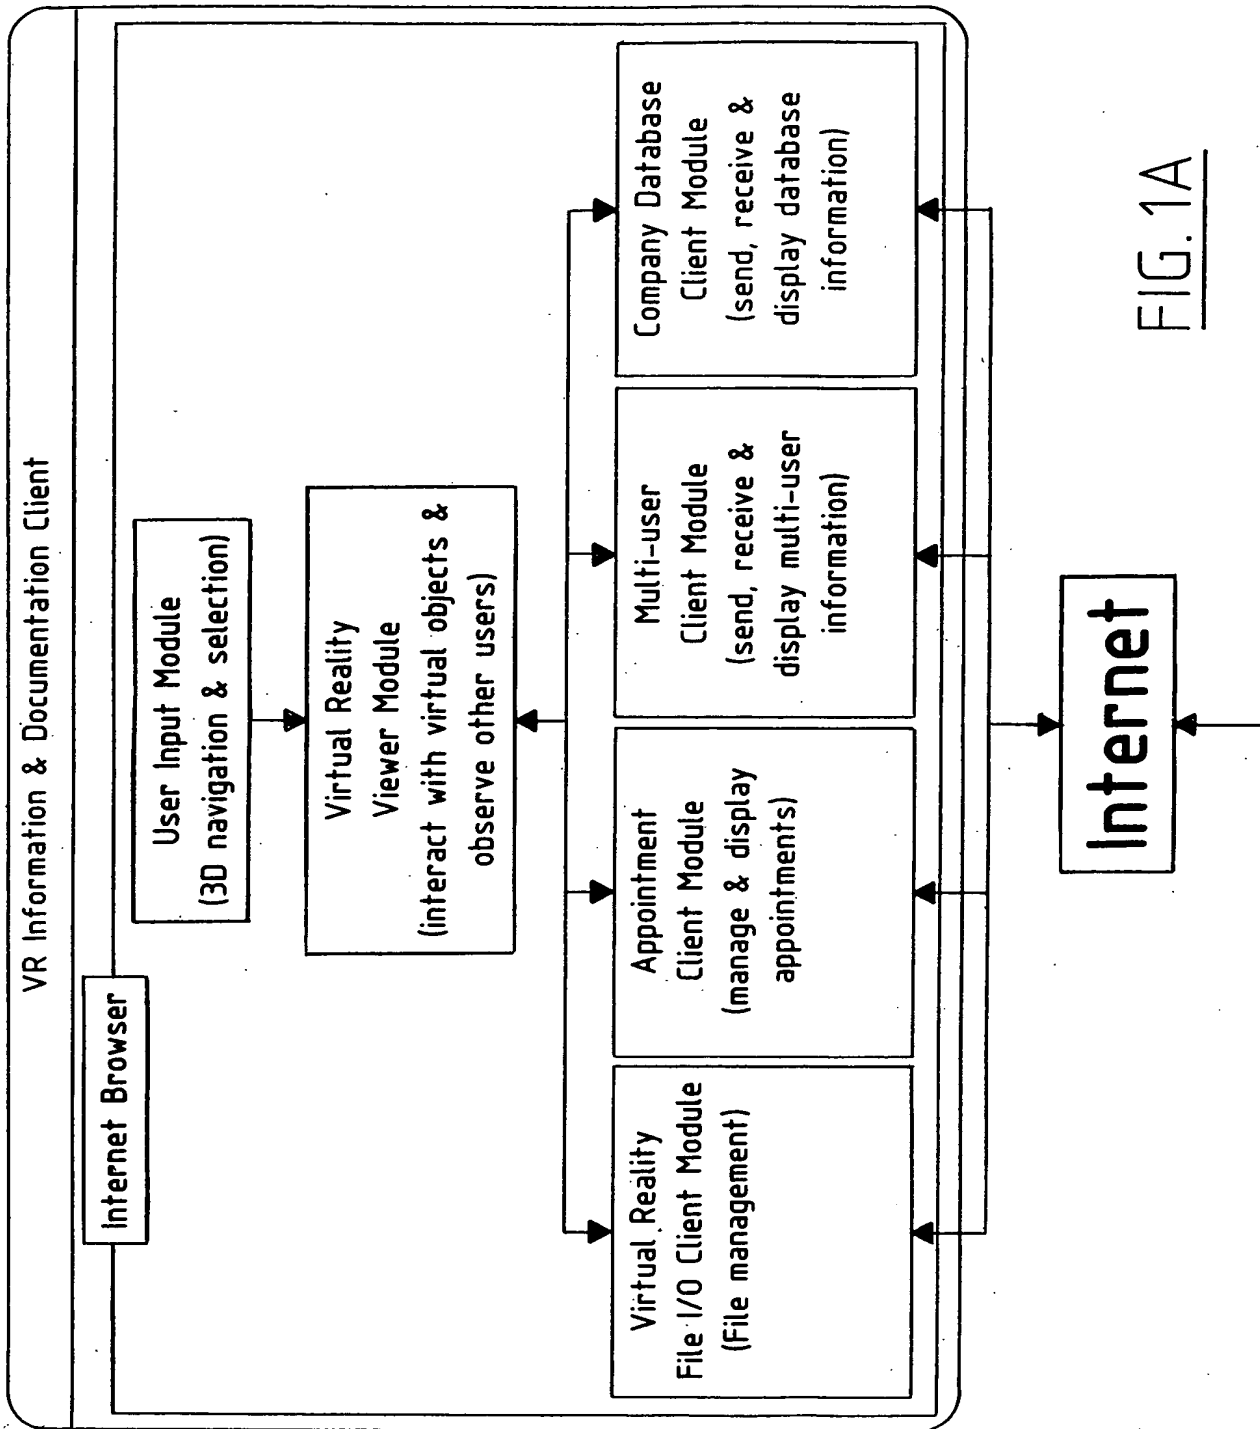 VR Information & Documentation Client
Internet Browser
User Input Module
(3D navigation & selection)
Virtual Reality
Viewer Module
(interact with virtual objects &
observe other users)
Virtual Reality
File I/O Client Module
(File management)
Appointment
Client Module
(manage & display
appointments)
Multi-user
Client Module
(send, receive &
display multi-user
information)
Company Database
Client Module
(send, receive &
display database
information)
Internet
FIG. 1A